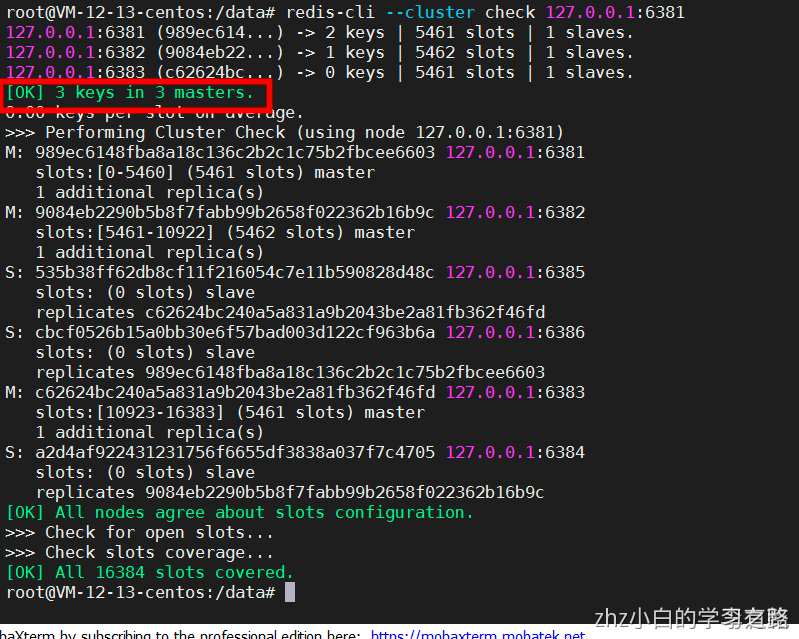 root@VM-12-13-centos:/data# redis-cli --cluster check 127.0.0.1:6381
127.0.0.1:6381 (989ec614...) -> 2 keys | 5461 slots | 1 slaves.
127.0.0.1:6382 (9084eb22...) -> 1 keys | 5462 slots | 1 slaves.
127.0.0.1:6383 (c62624bc...) -> 0 keys | 5461 slots | 1 slaves.
[OK] 3 keys in 3 masters.
0.00 keys per slot on average.
>>> Performing Cluster Check (using node 127.0.0.1:6381)
M: 989ec6148fba8a18c136c2b2c1c75b2fbcee6603 127.0.0.1:6381
slots:[0-5460] (5461 slots) master
1 additional replica(s)
M: 9084eb2290b5b8f7fabb99b2658f022362b16b9c 127.0.0.1:6382
slots:[5461-10922] (5462 slots) master
1 additional replica(s)
S: 535b38ff62db8cf11f216054c7e11b590828d48c 127.0.0.1:6385
slots: (0 slots) slave
replicates c62624bc240a5a831a9b2043be2a81fb362f46fd
S: cbcf0526b15a0bb30e6f57bad003d122cf963b6a 127.0.0.1:6386
slots: (0 slots) slave
replicates 989ec6148fba8a18c136c2b2c1c75b2fbcee6603
M: c62624bc240a5a831a9b2043be2a81fb362f46fd 127.0.0.1:6383
slots:[10923-16383] (5461 slots) master
1 additional replica(s)
S: a2d4af922431231756f6655df3838a037f7c4705 127.0.0.1:6384
slots: (0 slots) slave
replicates 9084eb2290b5b8f7fabb99b2658f022362b16b9c
[OK] All nodes agree about slots configuration.
>>> Check for open slots...
>>> Check slots coverage...
[OK] All 16384 slots covered.
root@VM-12-13-centos:/data#
zhz小白的学习之路
baXterm by subscribing to the professional edition here: https://mobaxterm.mobatek.net